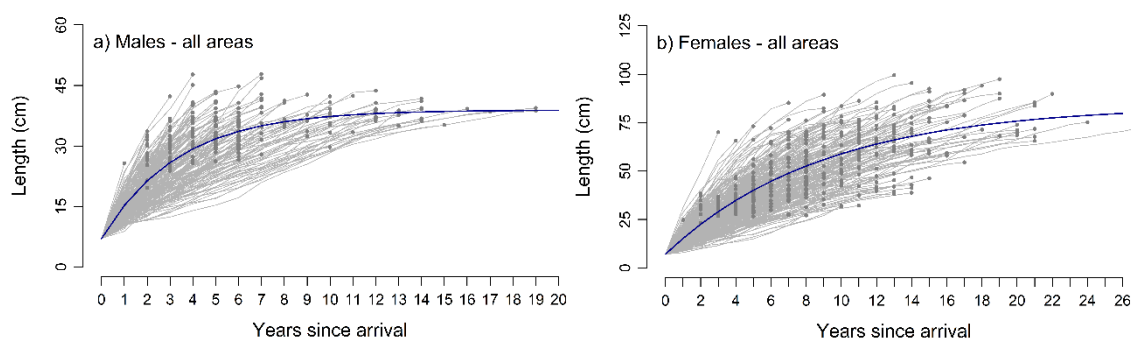 a) Males - all areas
Length (cm)
60
45
30
15
0
0 1 2 3 4 5 6 7 8 9 10 11 12 13 14 15 16 17 18 19 20
Years since arrival
b) Females - all areas
Length (cm)
125
100
75
50
25
0
0 2 4 6 8 10 12 14 16 18 20 22 24 26
Years since arrival